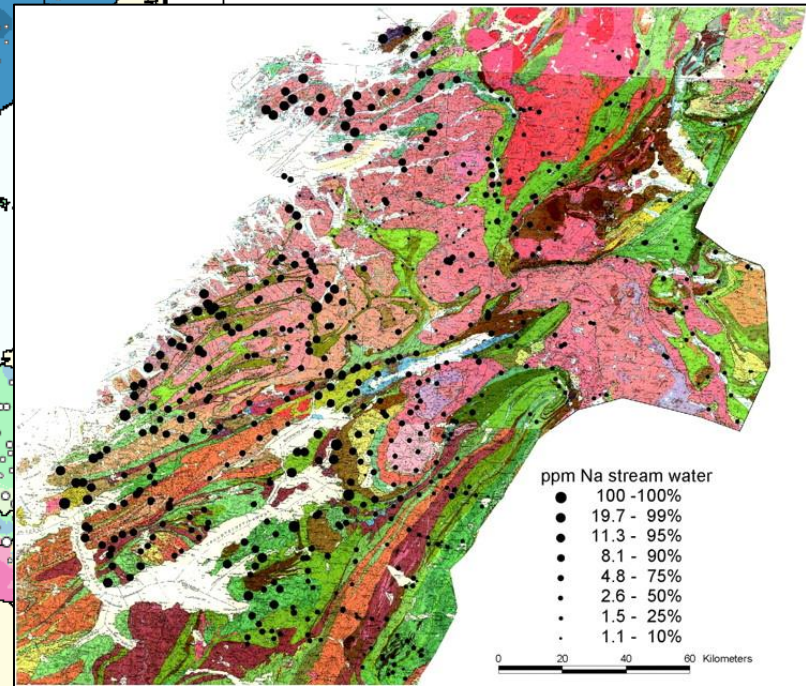 ppm Na stream water
100 -100%
19.7 - 99%
11.3 - 95%
8.1 - 90%
4.8 - 75%
2.6 - 50%
1.5 - 25%
1.1 - 10%
0 20 40 60 Kilometers